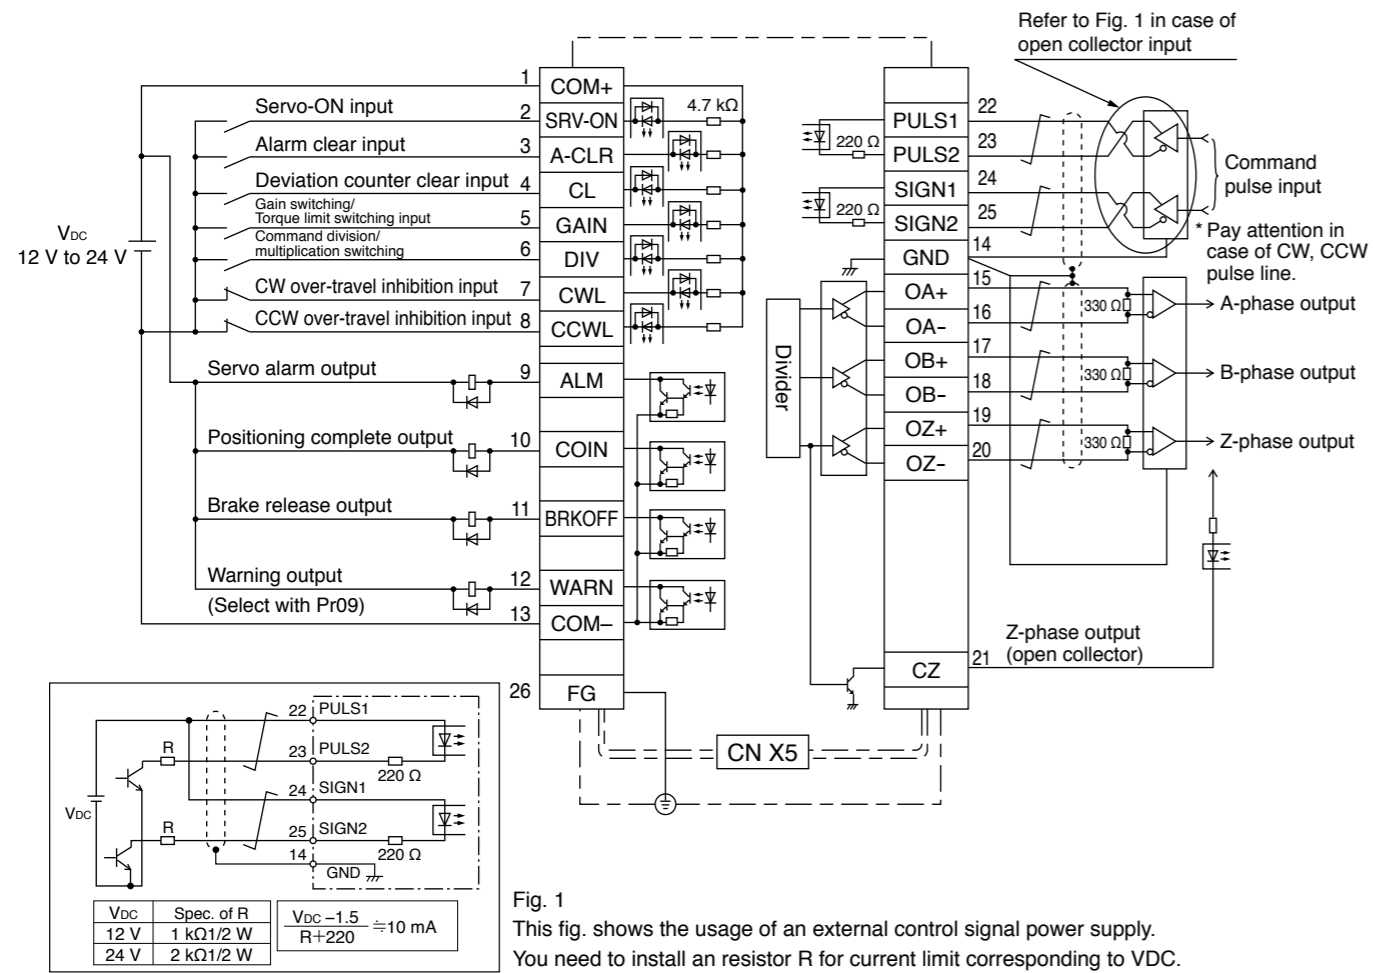 Refer to Fig. 1 in case of
open collector input
VDC
12 V to 24 V
Servo-ON input
Alarm clear input
Deviation counter clear input
Gain switching/
Torque limit switching input
Command division/
multiplication switching
CW over-travel inhibition input
CCW over-travel inhibition input
Servo alarm output
Positioning complete output
Brake release output
Warning output
(Select with Pr09)
1 COM+
2 SRV-ON 4.7 kΩ
3 A-CLR
4 CL
5 GAIN
6 DIV
7 CWL
8 CCWL
9 ALM
10 COIN
11 BRKOFF
12 WARN
13 COM–
26 FG
PULS1 22
220 Ω PULS2 23
SIGN1 24
220 Ω SIGN2 25
GND 14
OA+ 15
OA– 16
OB+ 17
OB– 18
OZ+ 19
OZ– 20
CZ 21
Divider
Command
pulse input
* Pay attention in
case of CW, CCW
pulse line.
330 Ω A-phase output
330 Ω B-phase output
330 Ω Z-phase output
Z-phase output
(open collector)
CN X5
22 PULS1
R 23 PULS2
220 Ω
24 SIGN1
VDC
R 25 SIGN2
220 Ω
14 GND
VDC Spec. of R
12 V 1 kΩ1/2 W
24 V 2 kΩ1/2 W
VDC –1.5
R+220
≒10 mA
Fig. 1
This fig. shows the usage of an external control signal power supply.
You need to install an resistor R for current limit corresponding to VDC.